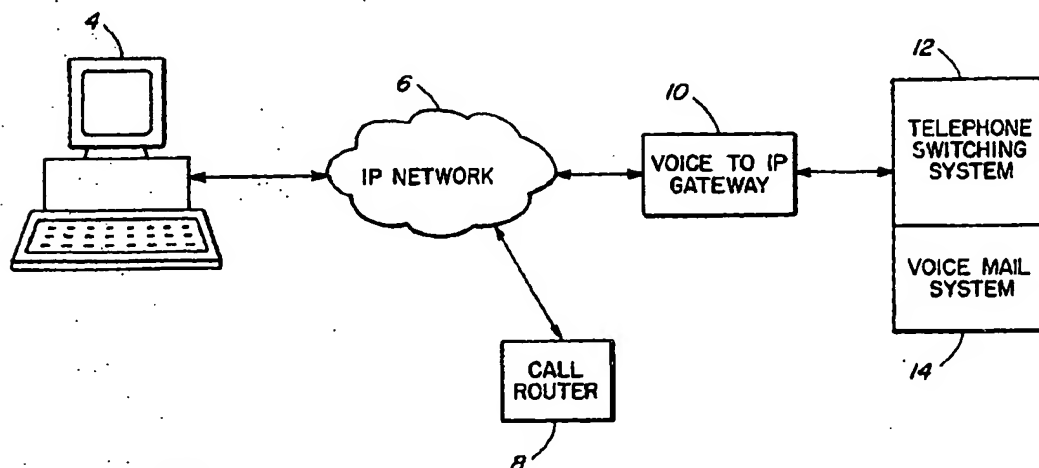 4
6
IP NETWORK
10
VOICE TO IP
GATEWAY
12
TELEPHONE
SWITCHING
SYSTEM
VOICE MAIL
SYSTEM
14
CALL
ROUTER
8